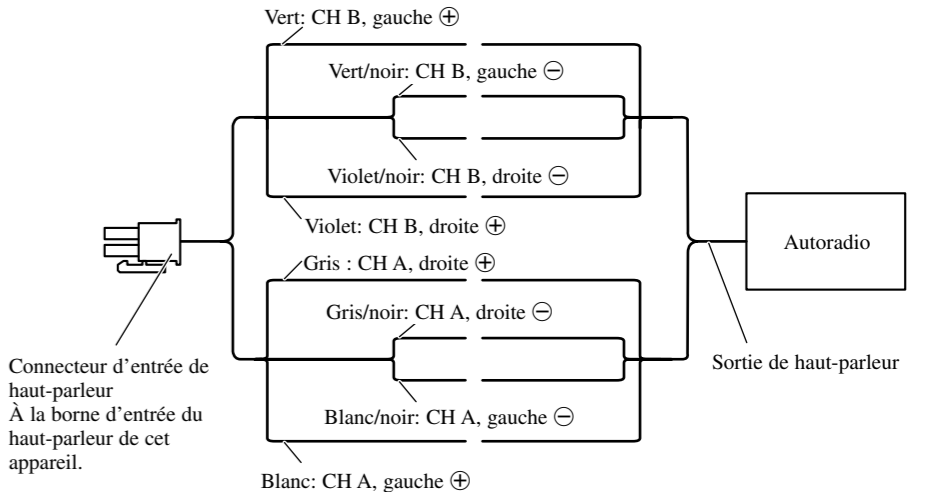 Vert: CH B, gauche ⊕
Vert/noir: CH B, gauche ⊖
Violet/noir: CH B, droite ⊖
Violet: CH B, droite ⊕
Gris : CH A, droite ⊕
Gris/noir: CH A, droite ⊖
Blanc/noir: CH A, gauche ⊖
Blanc: CH A, gauche ⊕
Connecteur d’entrée de
haut-parleur
À la borne d’entrée du
haut-parleur de cet
appareil.
Autoradio
Sortie de haut-parleur